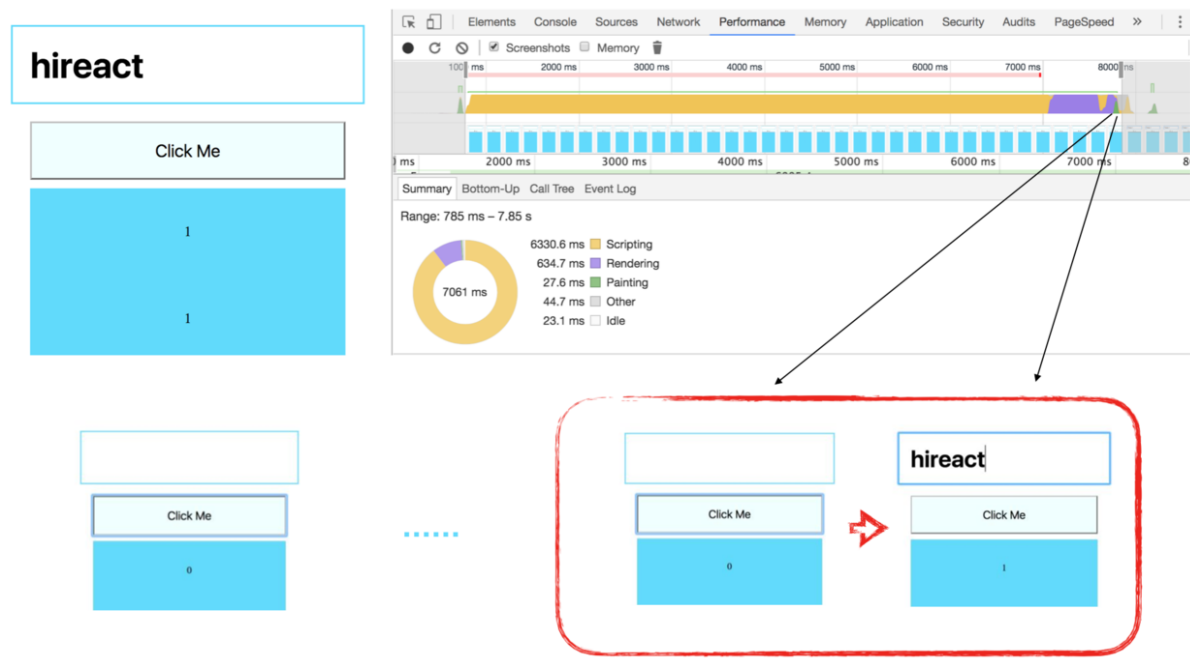 hireact
Click Me
1
1
Elements Console Sources Network Performance Memory Application Security Audits PageSpeed »
Screenshots Memory
100 ms 2000 ms 3000 ms 4000 ms 5000 ms 6000 ms 7000 ms 8000 ms
ms 2000 ms 3000 ms 4000 ms 5000 ms 6000 ms 7000 ms 8
Summary Bottom-Up Call Tree Event Log
Range: 785 ms – 7.85 s
7061 ms
6330.6 ms Scripting
634.7 ms Rendering
27.6 ms Painting
44.7 ms Other
23.1 ms Idle
Click Me
0
Click Me
0
hireact
Click Me
1